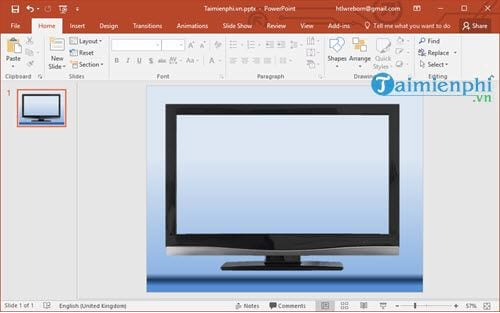 Taimienphi.vn.pptx - PowerPoint
htlwreborn@gmail.com
File Home Insert Design Transitions Animations Slide Show Review View Add-ins Tell me what you want to do Share
Paste
New Slide
Layout
Reset
Section
Shapes Arrange Quick Styles
Find
Replace
Select
Clipboard Slides Font Paragraph Drawing Editing
Taimienphi
.vn
1
Slide 1 of 1 English (United Kingdom) Notes Comments 57%